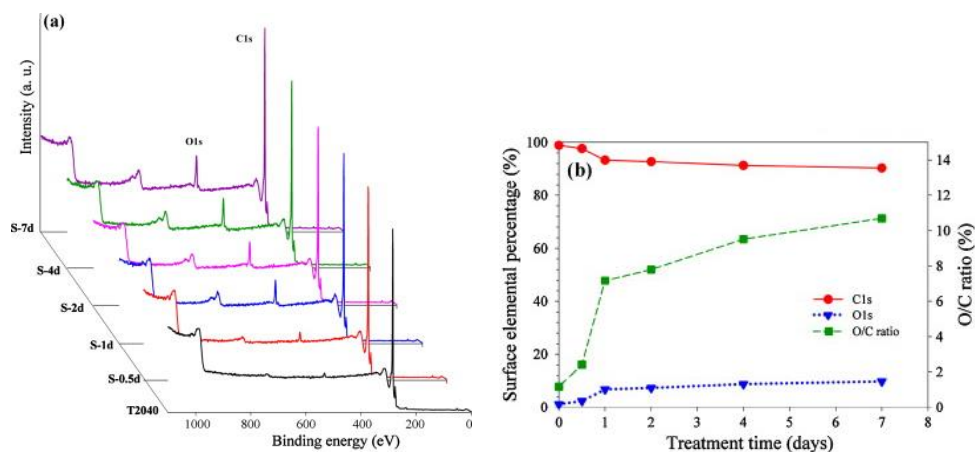 (a)
C1s
O1s
Intensity (a. u.)
S-7d
S-4d
S-2d
S-1d
S-0.5d
T2040
1000 800 600 400 200 0
Binding energy (eV)
(b)
100
80
60
40
20
0
Surface elemental percentage (%)
14
12
10
8
6
4
2
0
O/C ratio (%)
C1s
O1s
O/C ratio
0 1 2 3 4 5 6 7 8
Treatment time (days)